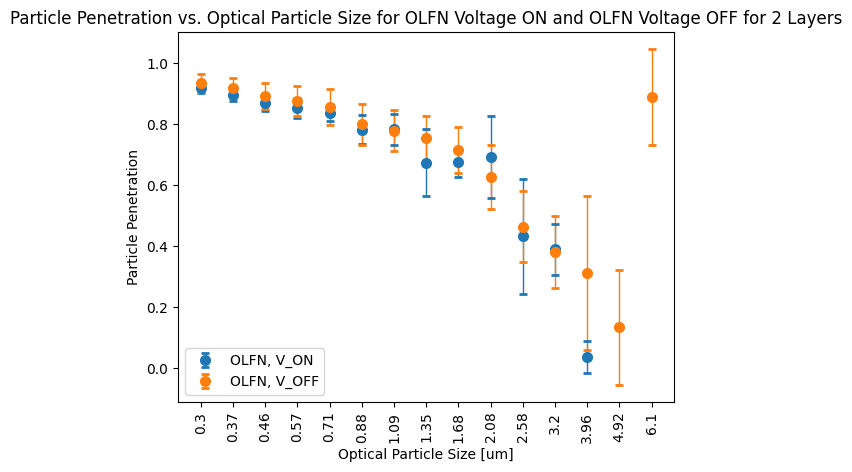 Particle Penetration vs. Optical Particle Size for OLFN Voltage ON and OLFN Voltage OFF for 2 Layers
Particle Penetration
1.0
0.8
0.6
0.4
0.2
0.0
OLFN, V_ON
OLFN, V_OFF
0.3 0.37 0.46 0.57 0.71 0.88 1.09 1.35 1.68 2.08 2.58 3.2 3.96 4.92 6.1
Optical Particle Size [um]